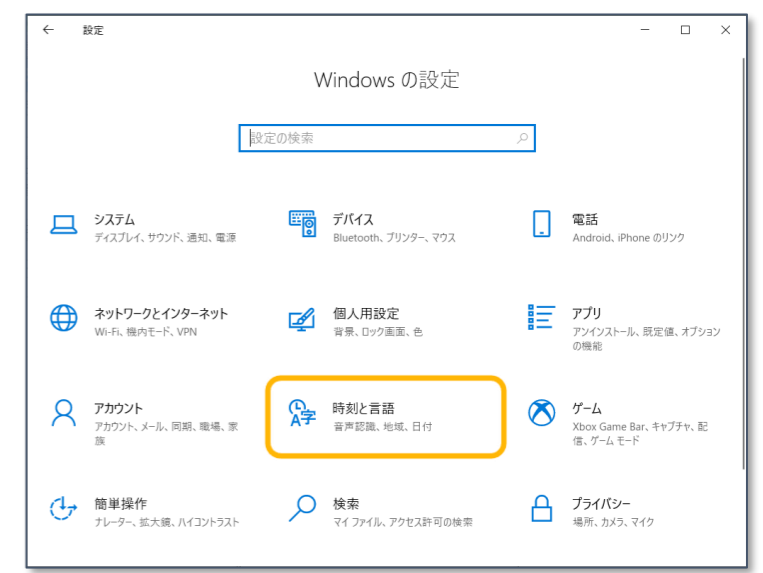 設定
Windows の設定
設定の検索
システム
ディスプレイ、サウンド、通知、電源
デバイス
Bluetooth、プリンター、マウス
電話
Android、iPhone のリンク
ネットワークとインターネット
Wi-Fi、機内モード、VPN
個人用設定
背景、ロック画面、色
アプリ
アンインストール、既定値、オプション
の機能
アカウント
アカウント、メール、同期、職場、家
族
時刻と言語
音声認識、地域、日付
ゲーム
Xbox Game Bar、キャプチャ、配
信、ゲーム モード
簡単操作
ナレーター、拡大鏡、ハイコントラスト
検索
マイ ファイル、アクセス許可の検索
プライバシー
場所、カメラ、マイク